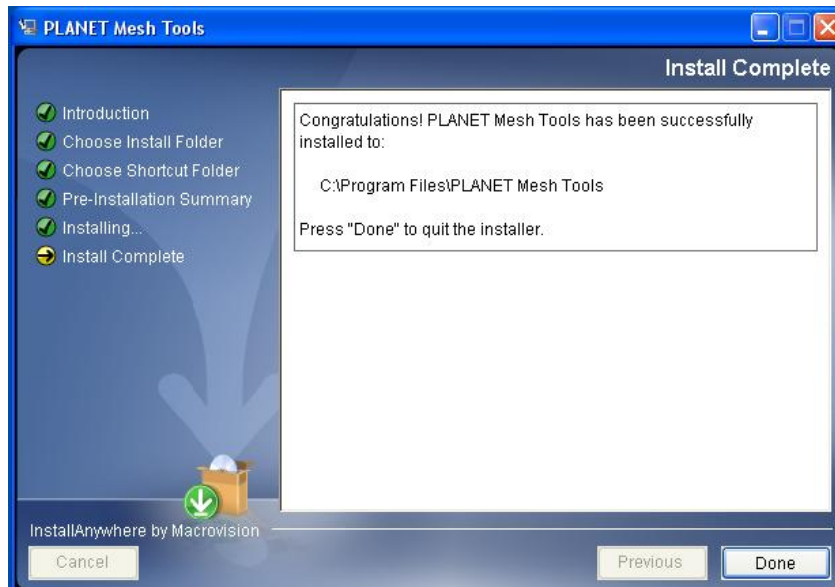 PLANET Mesh Tools
Install Complete
Introduction
Choose Install Folder
Choose Shortcut Folder
Pre-Installation Summary
Installing...
Install Complete
Congratulations! PLANET Mesh Tools has been successfully
installed to:
C:\Program Files\PLANET Mesh Tools
Press "Done" to quit the installer.
InstallAnywhere by Macrovision
Cancel
Previous
Done